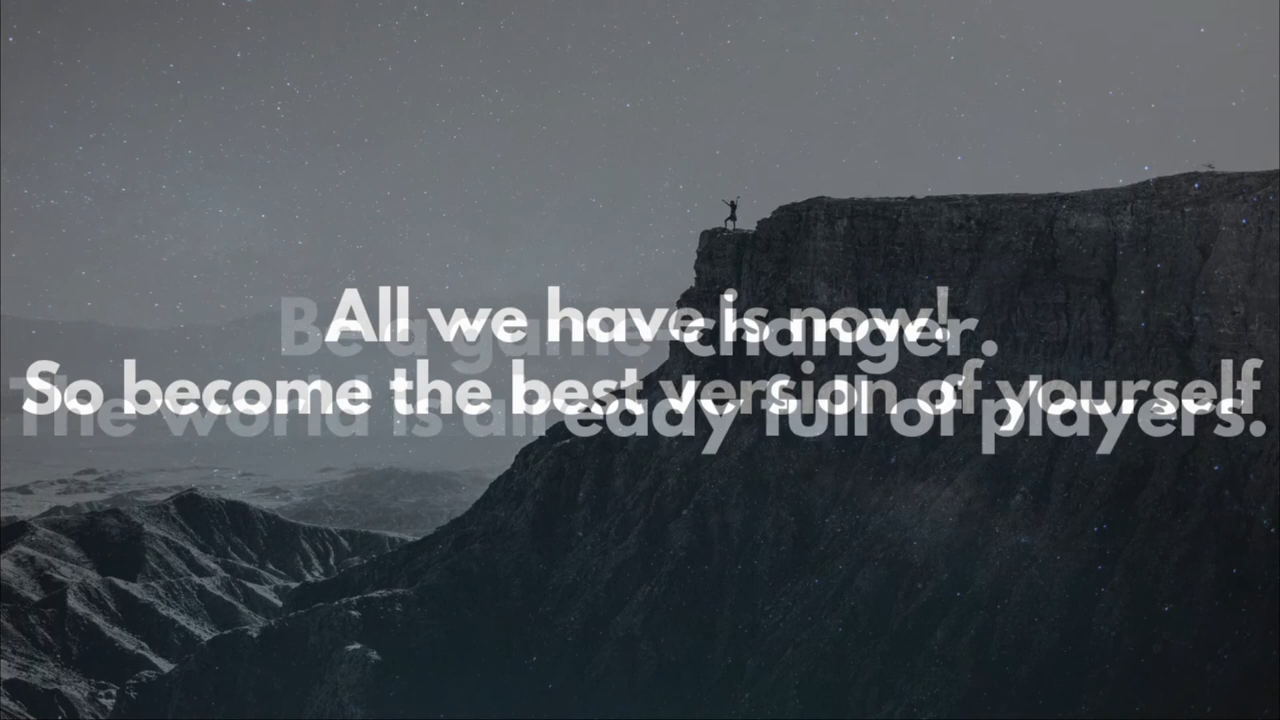 All we have is now!
So become the best version of yourself
Be a game changer.
The world is already full of players.